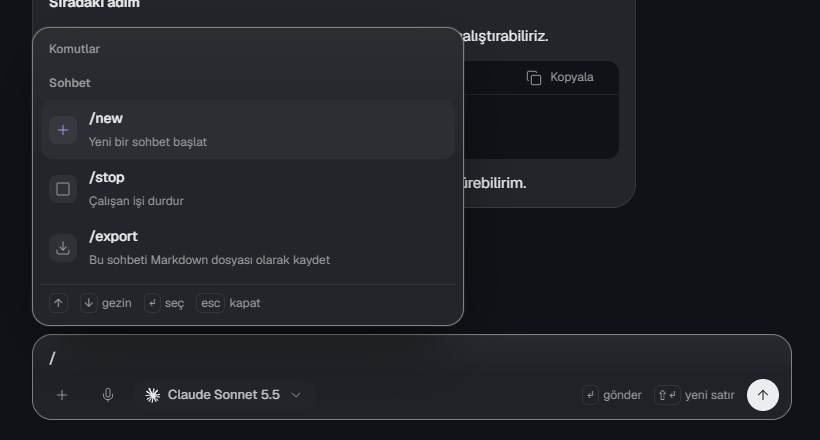 Sıradaki adım
alıştırabiliriz.
Komutlar
Kopyala
Sohbet
/new
Yeni bir sohbet başlat
/stop
Çalışan işi durdur
ürebilirim.
/export
Bu sohbeti Markdown dosyası olarak kaydet
↑ ↓ gezin ↵ seç esc kapat
/
Claude Sonnet 5.5
↵ gönder ⇧↵ yeni satır